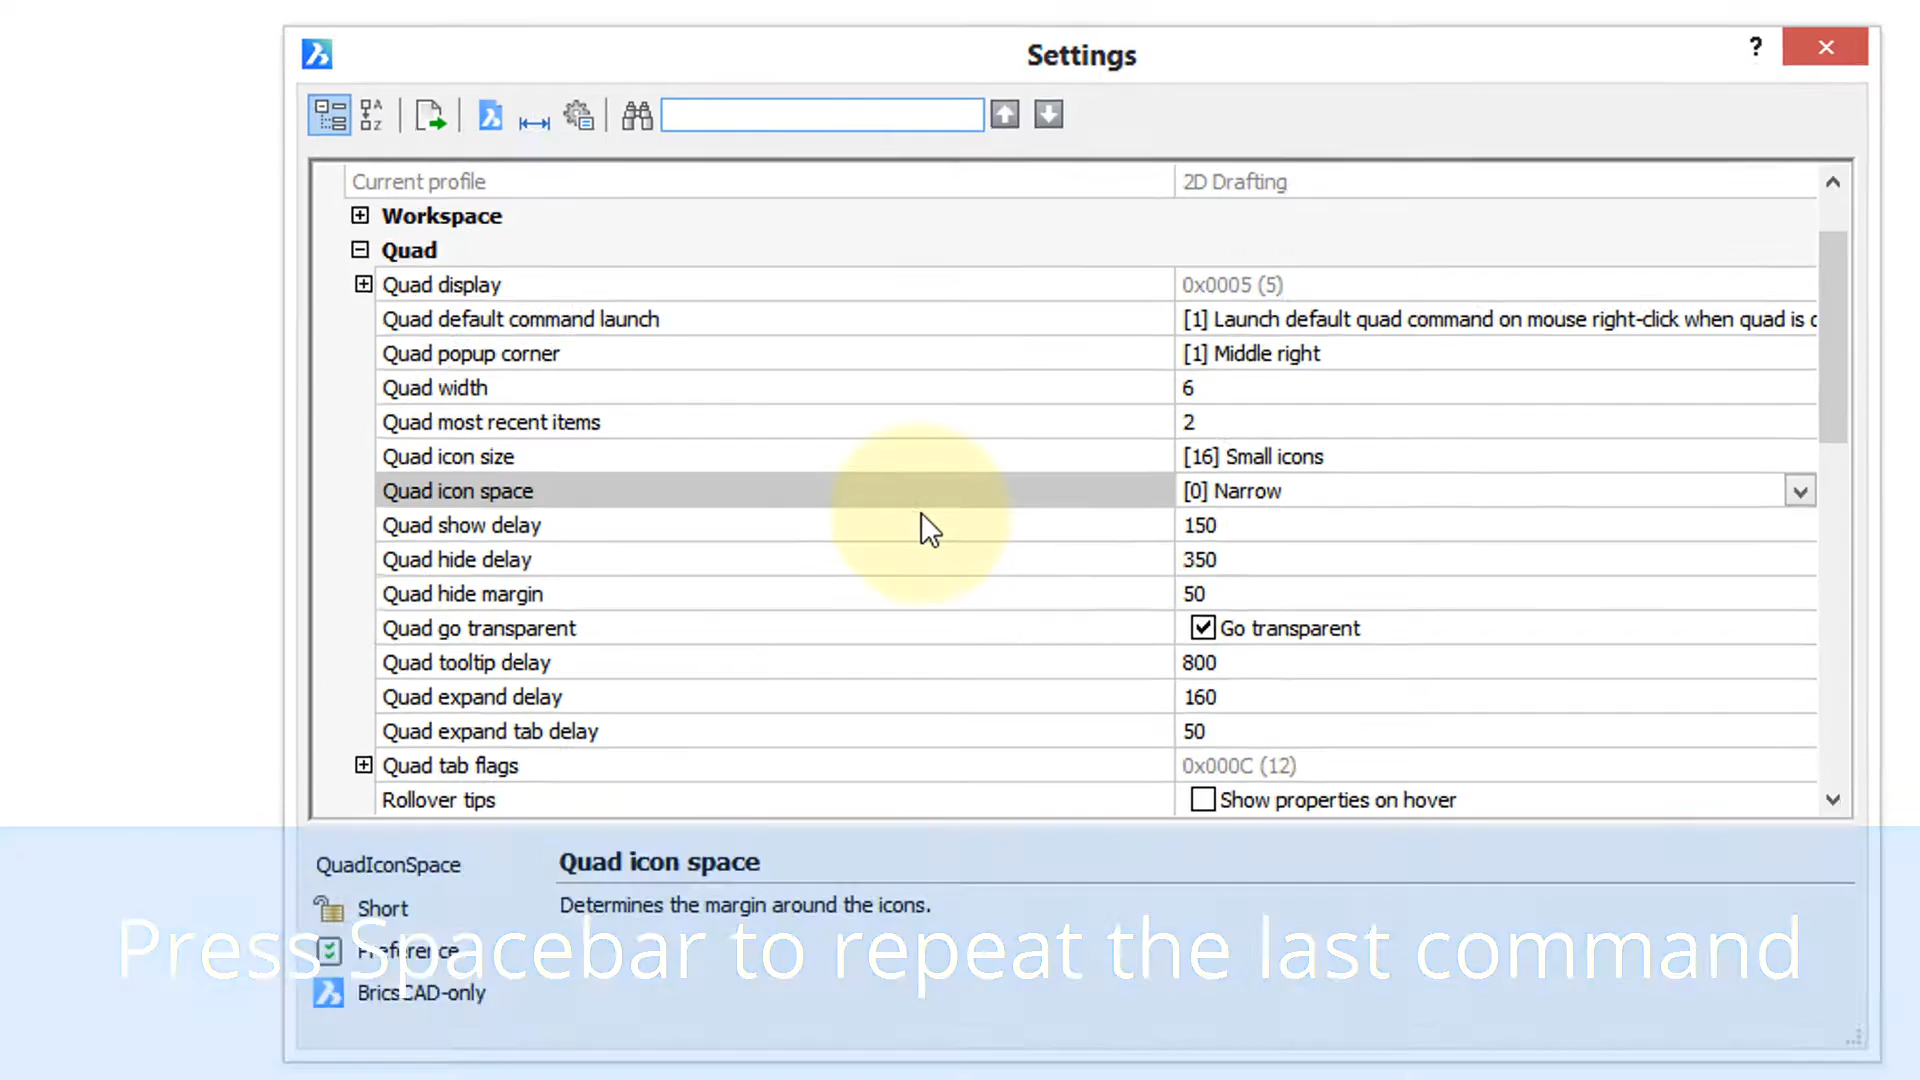 Settings
?
Current profile 2D Drafting
Workspace
Quad
Quad display 0x0005 (5)
Quad default command launch [1] Launch default quad command on mouse right-click when quad is c
Quad popup corner [1] Middle right
Quad width 6
Quad most recent items 2
Quad icon size [16] Small icons
Quad icon space [0] Narrow
Quad show delay 150
Quad hide delay 350
Quad hide margin 50
Quad go transparent Go transparent
Quad tooltip delay 800
Quad expand delay 160
Quad expand tab delay 50
Quad tab flags 0x000C (12)
Rollover tips Show properties on hover
QuadIconSpace Quad icon space
Short Determines the margin around the icons.
Preference
Press Spacebar to repeat the last command
BricsCAD-only